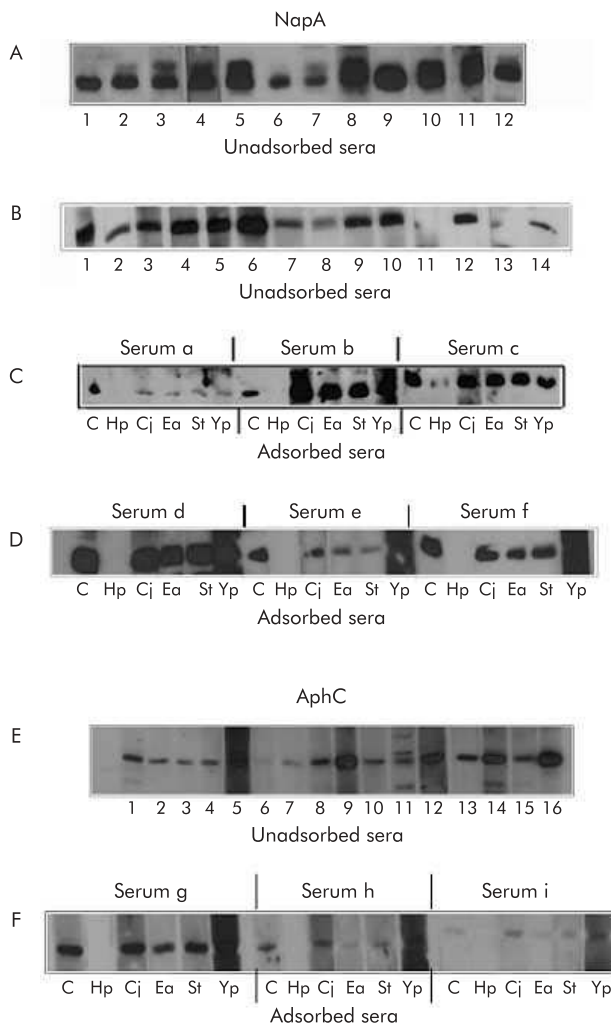 NapA
A
1 2 3 4 5 6 7 8 9 10 11 12
Unadsorbed sera
B
1 2 3 4 5 6 7 8 9 10 11 12 13 14
Unadsorbed sera
Serum a Serum b Serum c
C
C Hp Cj Ea St Yp C Hp Cj Ea St Yp C Hp Cj Ea St Yp
Adsorbed sera
Serum d Serum e Serum f
D
C Hp Cj Ea St Yp C Hp Cj Ea St Yp C Hp Cj Ea St Yp
Adsorbed sera
AphC
E
1 2 3 4 5 6 7 8 9 10 11 12 13 14 15 16
Unadsorbed sera
Serum g Serum h Serum i
F
C Hp Cj Ea St Yp C Hp Cj Ea St Yp C Hp Cj Ea St Yp
Adsorbed sera